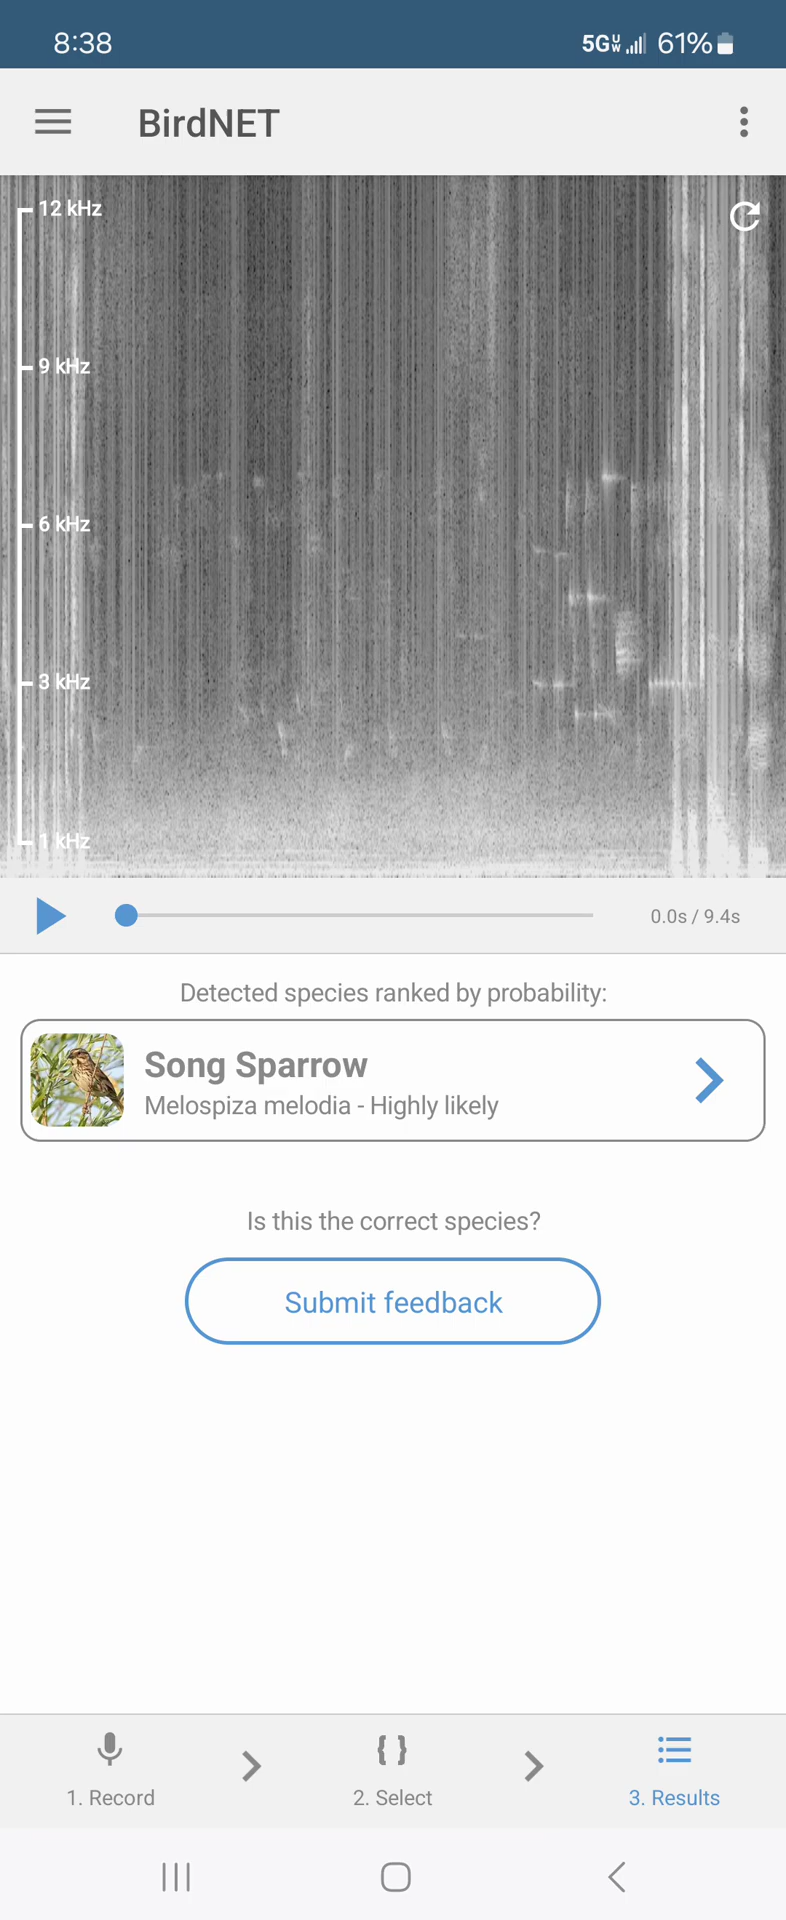 8:38 5GUW 61%
BirdNET
12 kHz
9 kHz
6 kHz
3 kHz
1 kHz
0.0s / 9.4s
Detected species ranked by probability:
Song Sparrow
Melospiza melodia - Highly likely
Is this the correct species?
Submit feedback
1. Record 2. Select 3. Results